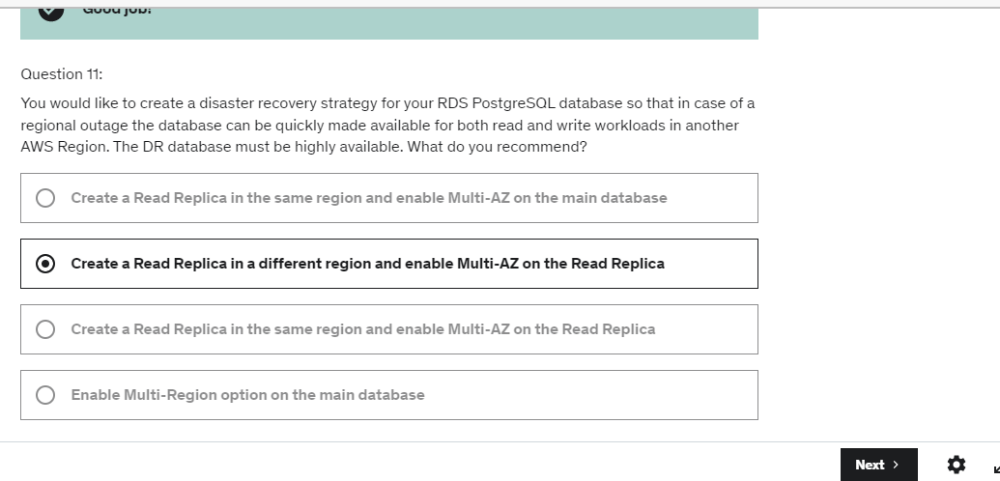 Good job!
Question 11:
You would like to create a disaster recovery strategy for your RDS PostgreSQL database so that in case of a
regional outage the database can be quickly made available for both read and write workloads in another
AWS Region. The DR database must be highly available. What do you recommend?
Create a Read Replica in the same region and enable Multi-AZ on the main database
Create a Read Replica in a different region and enable Multi-AZ on the Read Replica
Create a Read Replica in the same region and enable Multi-AZ on the Read Replica
Enable Multi-Region option on the main database
Next